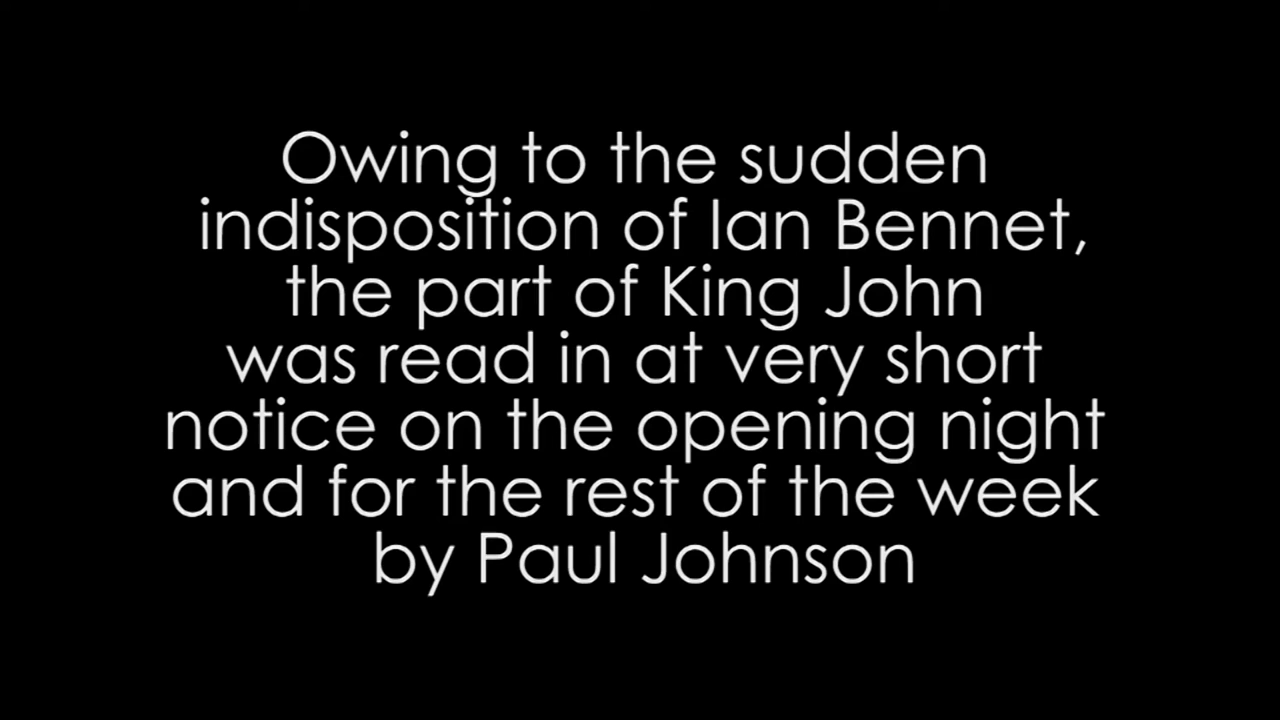 Owing to the sudden
indisposition of Ian Bennet,
the part of King John
was read in at very short
notice on the opening night
and for the rest of the week
by Paul Johnson